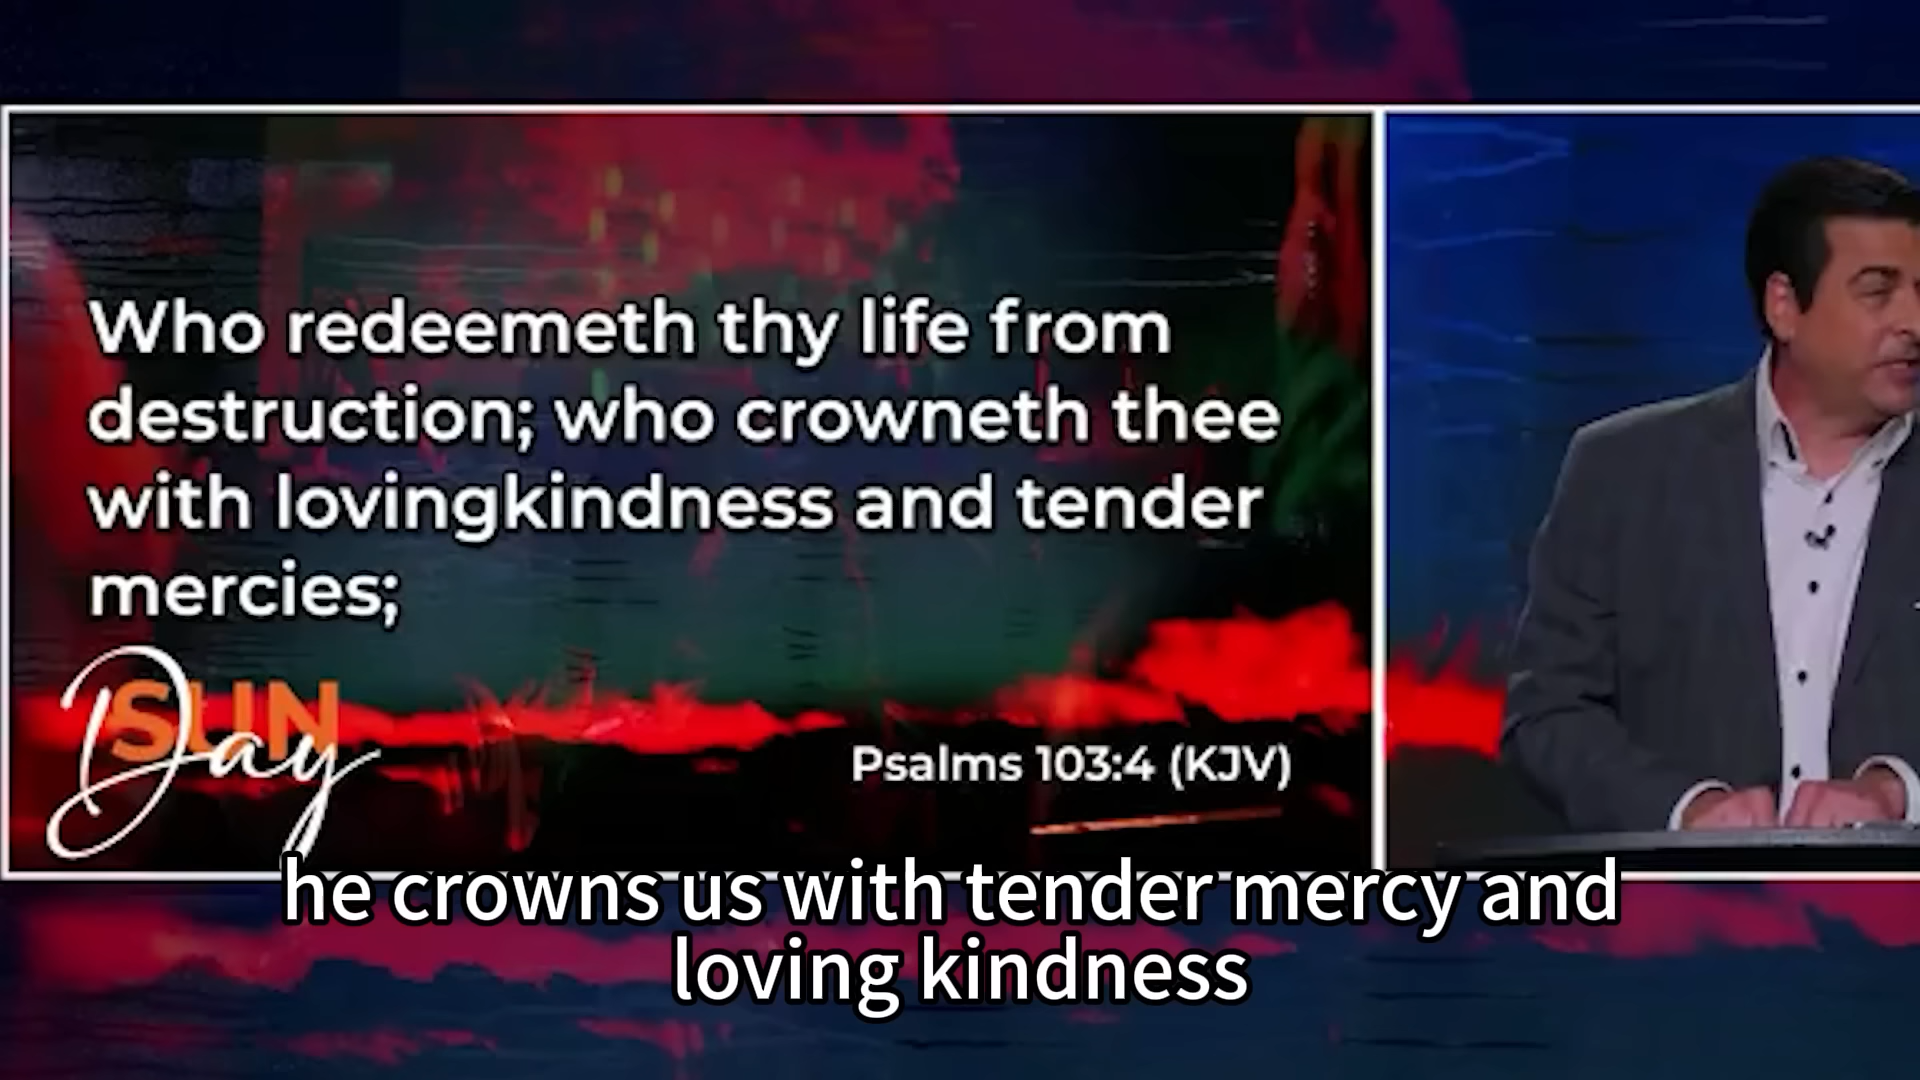 Who redeemeth thy life from
destruction; who crowneth thee
with lovingkindness and tender
mercies;
SUN
Day
Psalms 103:4 (KJV)
he crowns us with tender mercy and
loving kindness